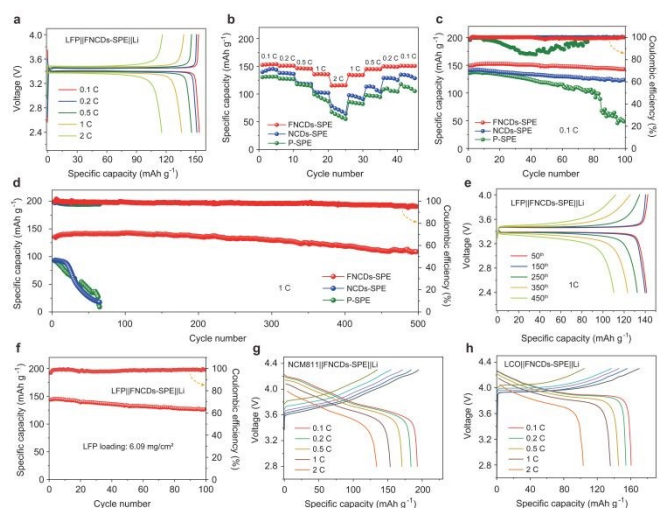 a
LFP||FNCDs-SPE||Li
Voltage (V)
4.0
3.6
3.2
2.8
2.4
0.1 C
0.2 C
0.5 C
1 C
2 C
0 15 30 45 60 75 90 105 120 135 150
Specific capacity (mAh g⁻¹)
b
Specific capacity (mAh g⁻¹)
200
150
100
50
0
0.1 C 0.2 C 0.5 C 1 C 2 C 1 C 0.5 C 0.2 C 0.1 C
FNCDs-SPE
NCDs-SPE
P-SPE
0 10 20 30 40
Cycle number
c
Specific capacity (mAh g⁻¹)
200
150
100
50
0
FNCDs-SPE
NCDs-SPE
P-SPE
0.1 C
100
80
60
40
20
0
Coulombic efficiency (%)
0 20 40 60 80 100
Cycle number
d
Specific capacity (mAh g⁻¹)
200
150
100
50
0
1 C
FNCDs-SPE
NCDs-SPE
P-SPE
100
80
60
40
20
0
Coulombic efficiency (%)
0 100 200 300 400 500
Cycle number
e
LFP||FNCDs-SPE||Li
Voltage (V)
4.0
3.6
3.2
2.8
2.4
50th
150th
250th
350th
450th
1C
0 20 40 60 80 100 120 140
Specific capacity (mAh g⁻¹)
f
Specific capacity (mAh g⁻¹)
200
150
100
50
0
LFP||FNCDs-SPE||Li
LFP loading: 6.09 mg/cm²
100
80
60
40
20
0
Coulombic efficiency (%)
0 20 40 60 80 100
Cycle number
g
NCM811||FNCDs-SPE||Li
Voltage (V)
4.4
4.0
3.6
3.2
2.8
0.1 C
0.2 C
0.5 C
1 C
2 C
0 50 100 150 200
Specific capacity (mAh g⁻¹)
h
LCO||FNCDs-SPE||Li
Voltage (V)
4.4
4.0
3.6
3.2
2.8
0.1 C
0.2 C
0.5 C
1 C
2 C
0 20 40 60 80 100 120 140 160 180
Specific capacity (mAh g⁻¹)